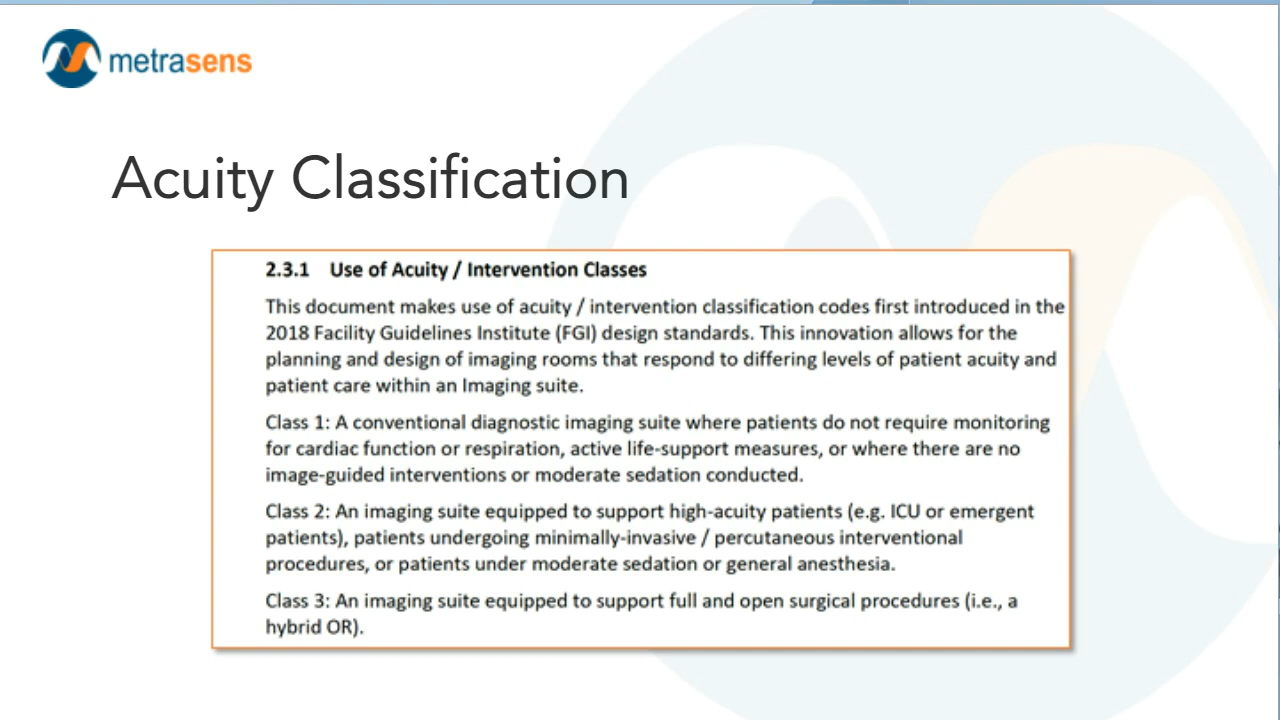 metrasens
Acuity Classification
2.3.1 Use of Acuity / Intervention Classes
This document makes use of acuity / intervention classification codes first introduced in the
2018 Facility Guidelines Institute (FGI) design standards. This innovation allows for the
planning and design of imaging rooms that respond to differing levels of patient acuity and
patient care within an Imaging suite.
Class 1: A conventional diagnostic imaging suite where patients do not require monitoring
for cardiac function or respiration, active life-support measures, or where there are no
image-guided interventions or moderate sedation conducted.
Class 2: An imaging suite equipped to support high-acuity patients (e.g. ICU or emergent
patients), patients undergoing minimally-invasive / percutaneous interventional
procedures, or patients under moderate sedation or general anesthesia.
Class 3: An imaging suite equipped to support full and open surgical procedures (i.e., a
hybrid OR).